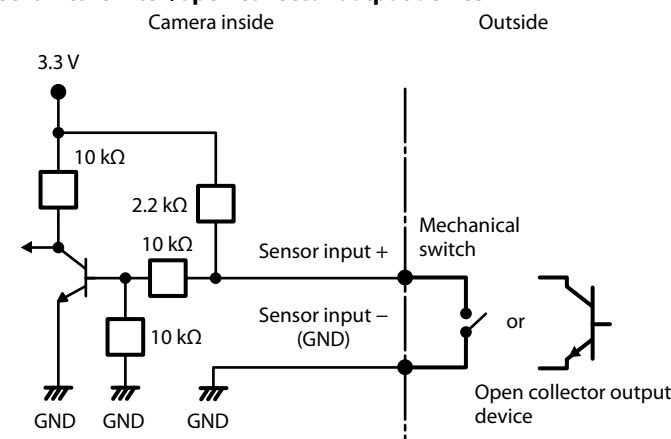 Camera inside
Outside
3.3 V
10 kΩ
2.2 kΩ
10 kΩ
Sensor input +
Mechanical
switch
Sensor input −
(GND)
or
10 kΩ
Open collector output
device
GND
GND
GND